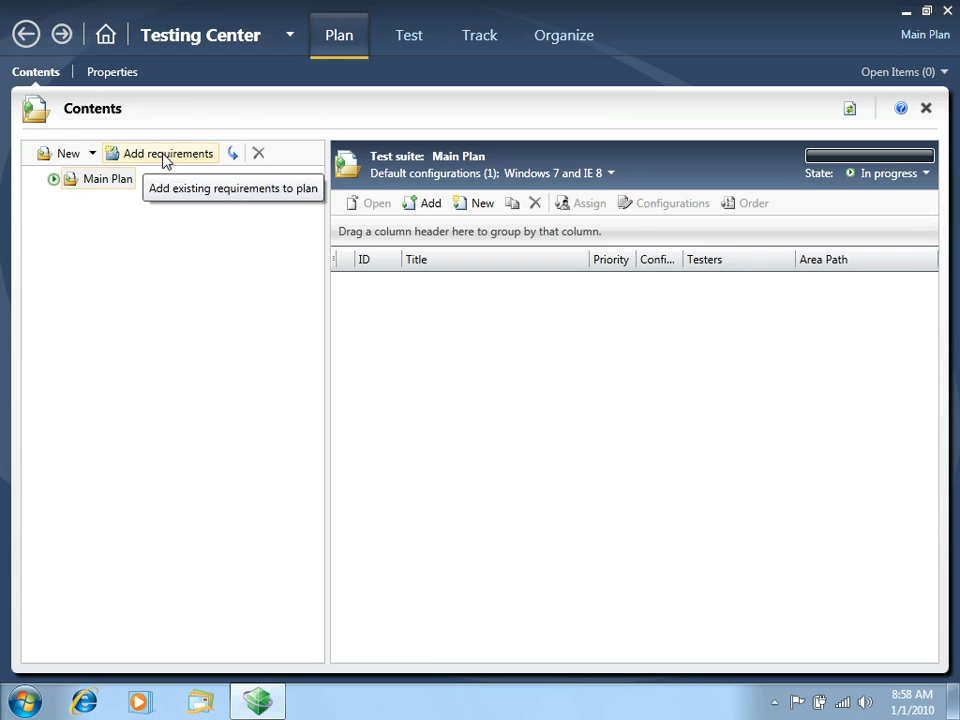 Testing Center
Plan
Test
Track
Organize
Main Plan
Contents
Properties
Open Items (0)
Contents
New
Add requirements
Main Plan
Add existing requirements to plan
Test suite: Main Plan
Default configurations (1): Windows 7 and IE 8
State: In progress
Open
Add
New
Assign
Configurations
Order
Drag a column header here to group by that column.
ID
Title
Priority
Confi...
Testers
Area Path
8:58 AM
1/1/2010